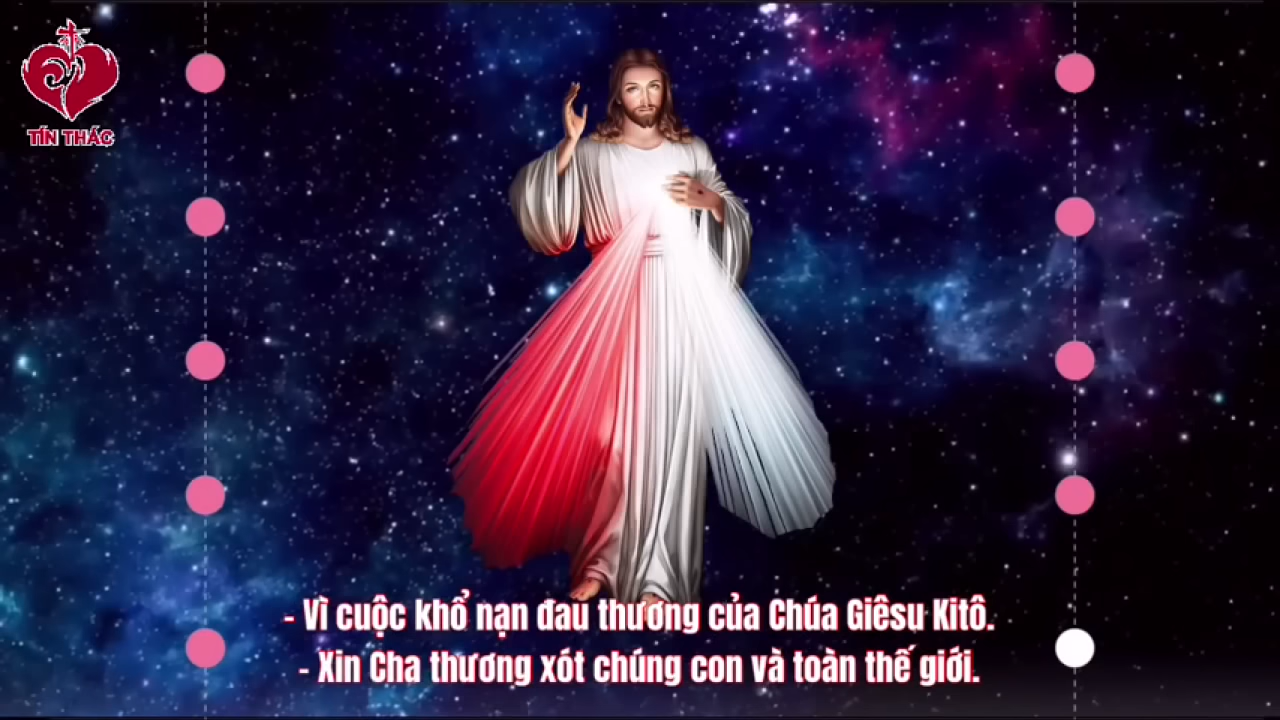 TÍN THÁC
- Vì cuộc khổ nạn đau thương của Chúa Giêsu Kitô.
- Xin Cha thương xót chúng con và toàn thế giới.